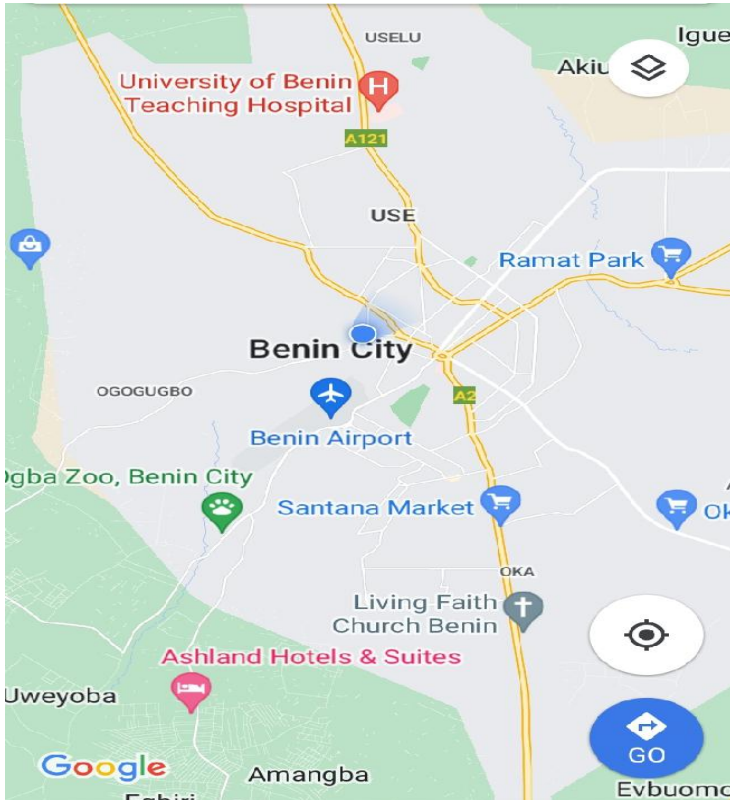 USELU
Igue
Akiu
University of Benin
Teaching Hospital
H
A121
USE
Ramat Park
Benin City
OGOGUGBO
A2
Benin Airport
Ogba Zoo, Benin City
Santana Market
Ok
OKA
Living Faith
Church Benin
Ashland Hotels & Suites
Uweyoba
GO
Google
Amangba
Evbuomo